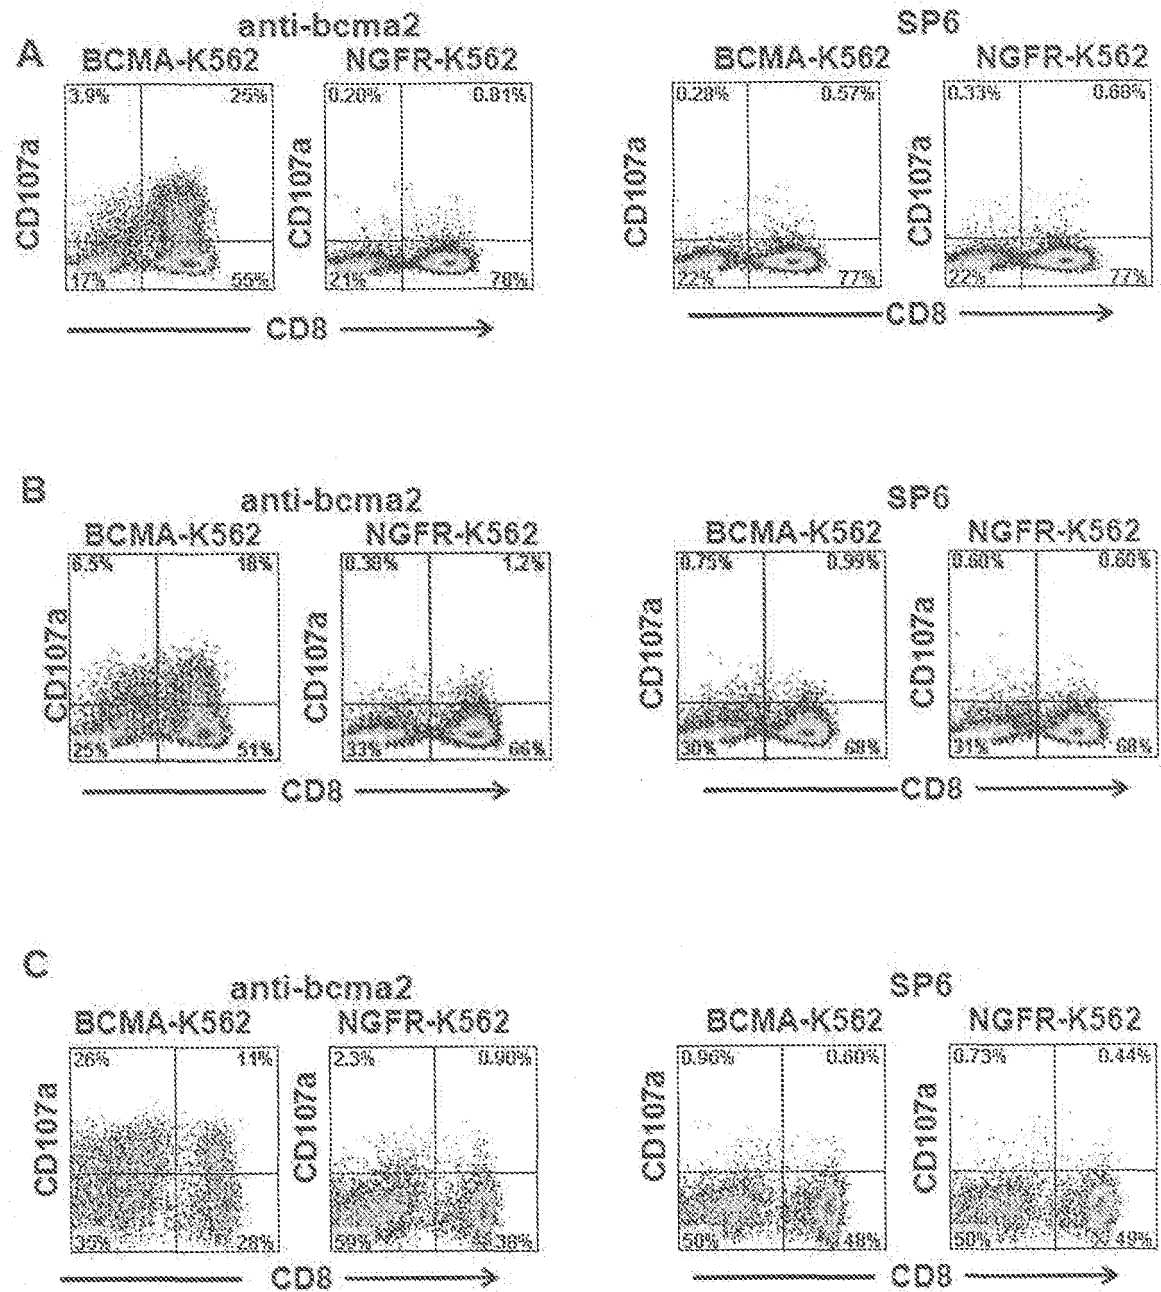 A
anti-bcma2
SP6
BCMA-K562
NGFR-K562
BCMA-K562
NGFR-K562
3.9% 25%
0.20% 0.81%
0.28% 0.57%
0.33% 0.68%
CD107a
CD107a
CD107a
CD107a
17% 55%
21% 78%
22% 77%
22% 77%
CD8
CD8
B
anti-bcma2
SP6
BCMA-K562
NGFR-K562
BCMA-K562
NGFR-K562
6.5% 18%
0.30% 1.2%
0.75% 0.99%
0.60% 0.60%
CD107a
CD107a
CD107a
CD107a
25% 51%
33% 66%
30% 68%
31% 68%
CD8
CD8
C
anti-bcma2
SP6
BCMA-K562
NGFR-K562
BCMA-K562
NGFR-K562
26% 11%
2.3% 0.90%
0.96% 0.60%
0.73% 0.44%
CD107a
CD107a
CD107a
CD107a
35% 28%
59% 38%
50% 48%
50% 49%
CD8
CD8